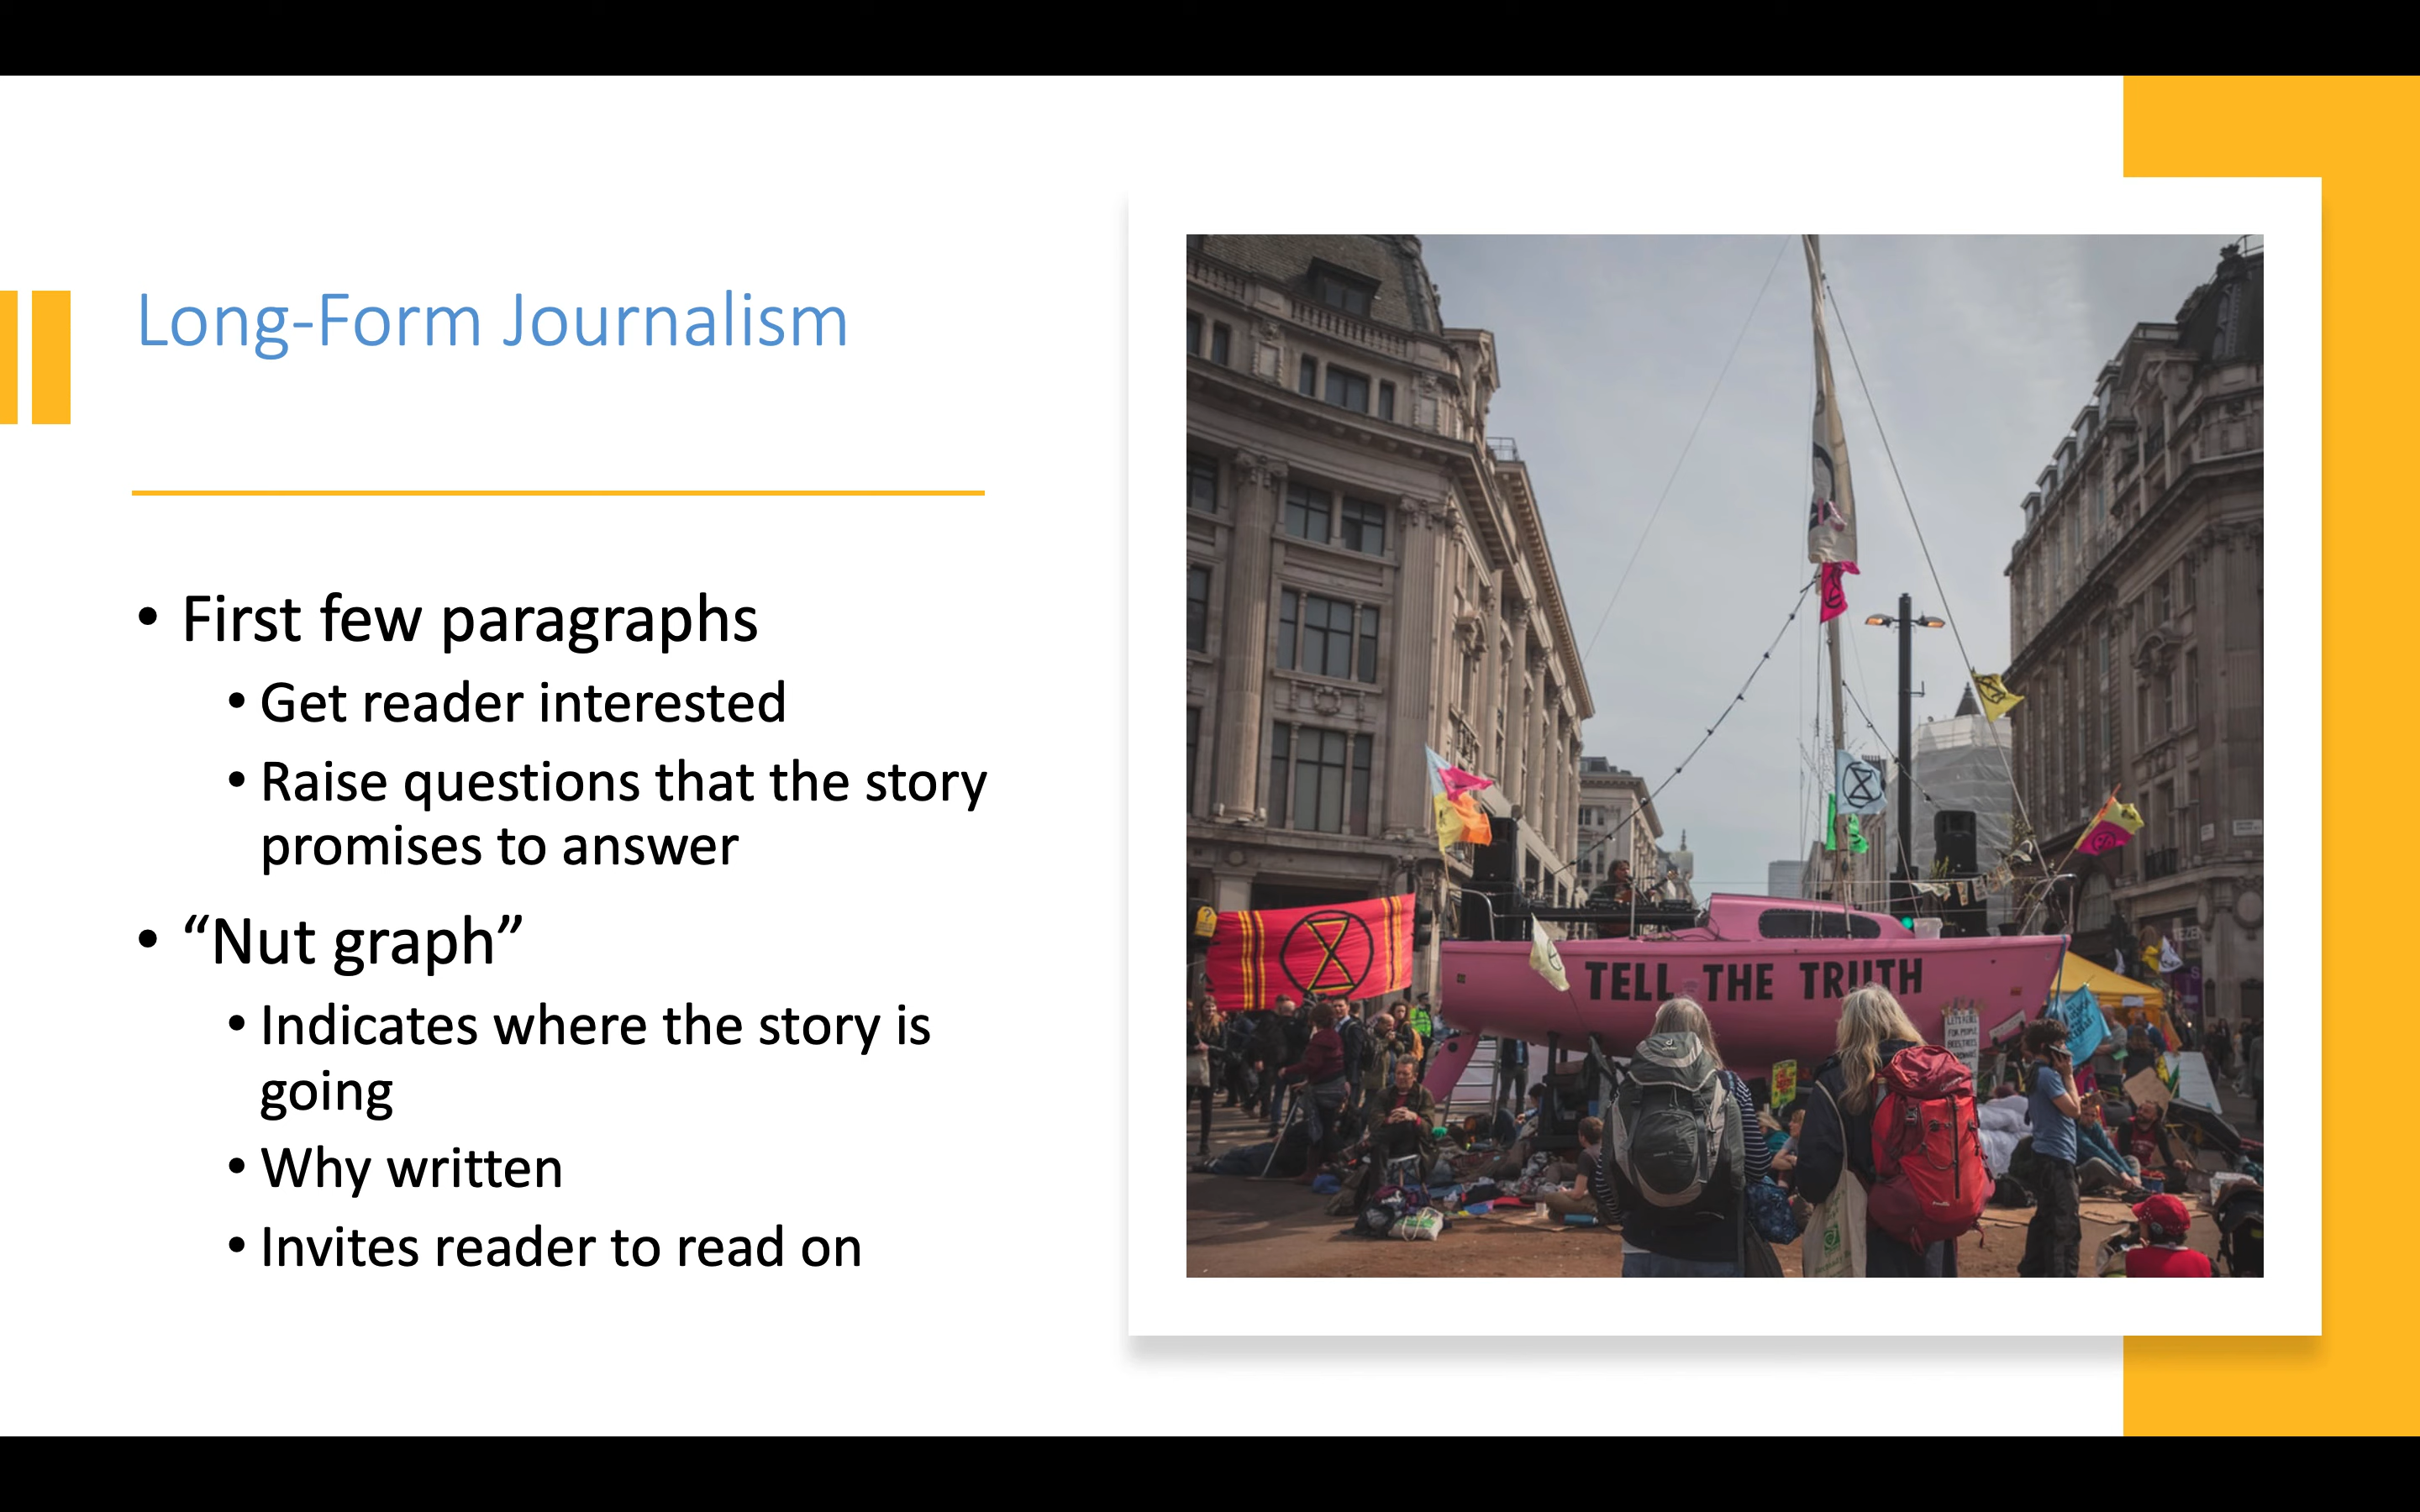 Long-Form Journalism
• First few paragraphs
• Get reader interested
• Raise questions that the story
promises to answer
• “Nut graph”
• Indicates where the story is
going
• Why written
• Invites reader to read on
TELL THE TRUTH